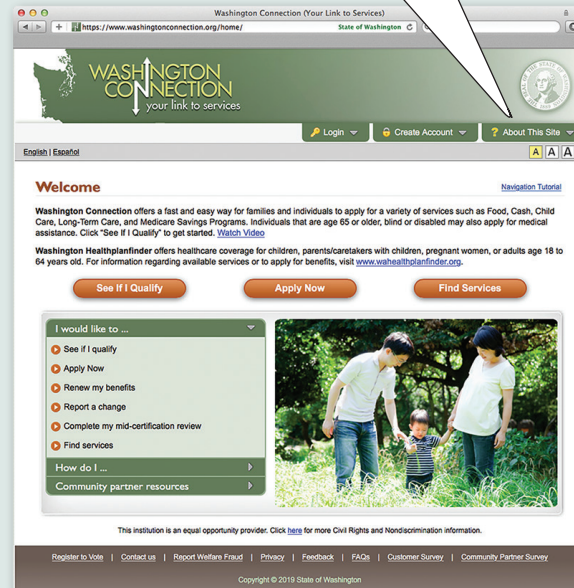 Washington Connection (Your Link to Services)
https://www.washingtonconnection.org/home/ State of Washington
WASHINGTON
CONNECTION
your link to services
Login Create Account ? About This Site
English | Español A A A
Welcome
Navigation Tutorial
Washington Connection offers a fast and easy way for families and individuals to apply for a variety of services such as Food, Cash, Child
Care, Long-Term Care, and Medicare Savings Programs. Individuals that are age 65 or older, blind or disabled may also apply for medical
assistance. Click "See If I Qualify" to get started. Watch Video
Washington Healthplanfinder offers healthcare coverage for children, parents/caretakers with children, pregnant women, or adults age 18 to
64 years old. For information regarding available services or to apply for benefits, visit www.wahealthplanfinder.org.
See If I Qualify Apply Now Find Services
I would like to ...
See if I qualify
Apply Now
Renew my benefits
Report a change
Complete my mid-certification review
Find services
How do I ...
Community partner resources
This institution is an equal opportunity provider. Click here for more Civil Rights and Nondiscrimination information.
Register to Vote | Contact us | Report Welfare Fraud | Privacy | Feedback | FAQs | Customer Survey | Community Partner Survey
Copyright © 2019 State of Washington